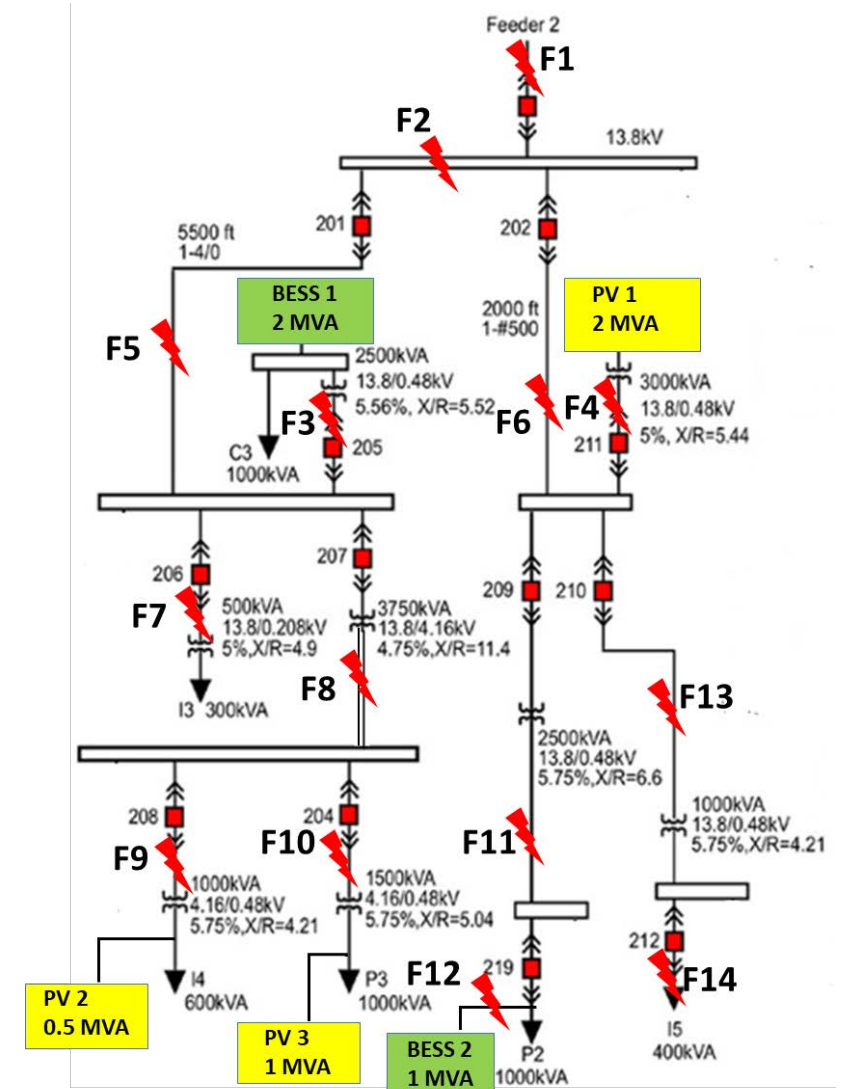 Feeder 2
F1
F2
13.8kV
201
202
5500 ft
1-4/0
BESS 1
2 MVA
2000 ft
1-#500
PV 1
2 MVA
F5
2500kVA
13.8/0.48kV
5.56%, X/R=5.52
F3
205
C3
1000kVA
F6
F4
3000kVA
13.8/0.48kV
5%, X/R=5.44
211
206
207
209
210
F7
500kVA
13.8/0.208kV
5%,X/R=4.9
I3 300kVA
3750kVA
13.8/4.16kV
4.75%,X/R=11.4
F8
F13
2500kVA
13.8/0.48kV
5.75%,X/R=6.6
208
204
F9
F10
F11
1000kVA
13.8/0.48kV
5.75%,X/R=4.21
1000kVA
4.16/0.48kV
5.75%,X/R=4.21
1500kVA
4.16/0.48kV
5.75%,X/R=5.04
212
F12
219
F14
I4
600kVA
P3
1000kVA
PV 2
0.5 MVA
PV 3
1 MVA
BESS 2
1 MVA
P2
1000kVA
I5
400kVA